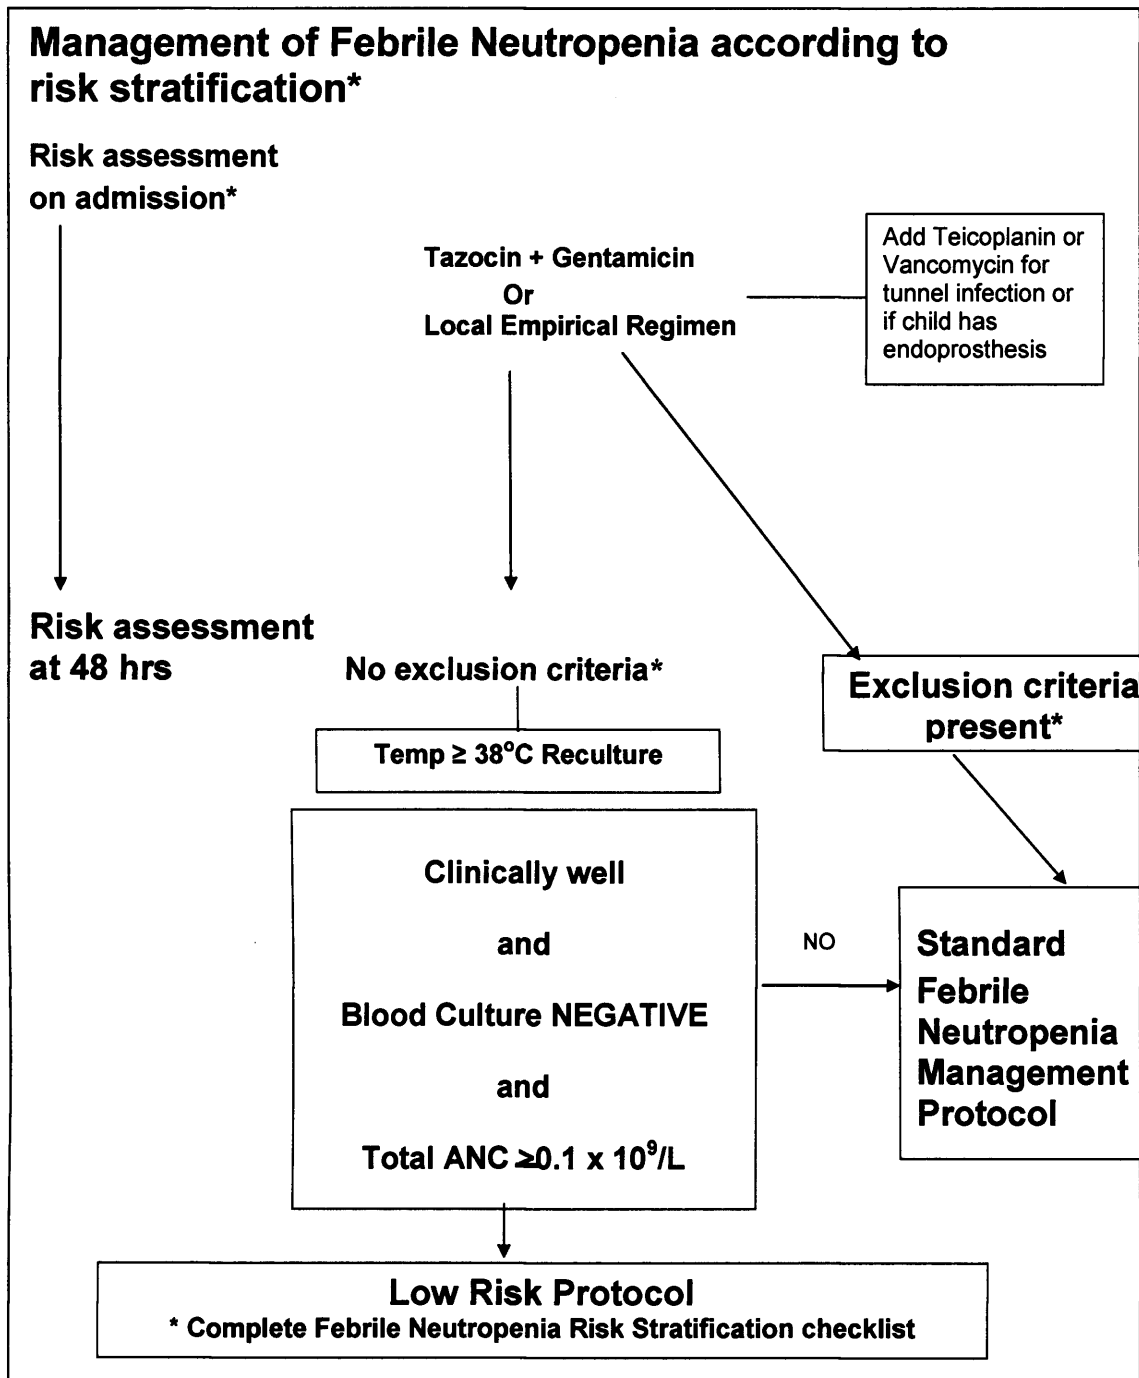 Management of Febrile Neutropenia according to
risk stratification*
Risk assessment
on admission*
Tazocin + Gentamicin
Or
Local Empirical Regimen
Add Teicoplanin or
Vancomycin for
tunnel infection or
if child has
endoprosthesis
Risk assessment
at 48 hrs
No exclusion criteria*
Exclusion criteria
present*
Temp ≥ 38°C Reculture
Clinically well
and
Blood Culture NEGATIVE
and
Total ANC ≥0.1 x 10⁹/L
NO
Standard
Febrile
Neutropenia
Management
Protocol
Low Risk Protocol
* Complete Febrile Neutropenia Risk Stratification checklist